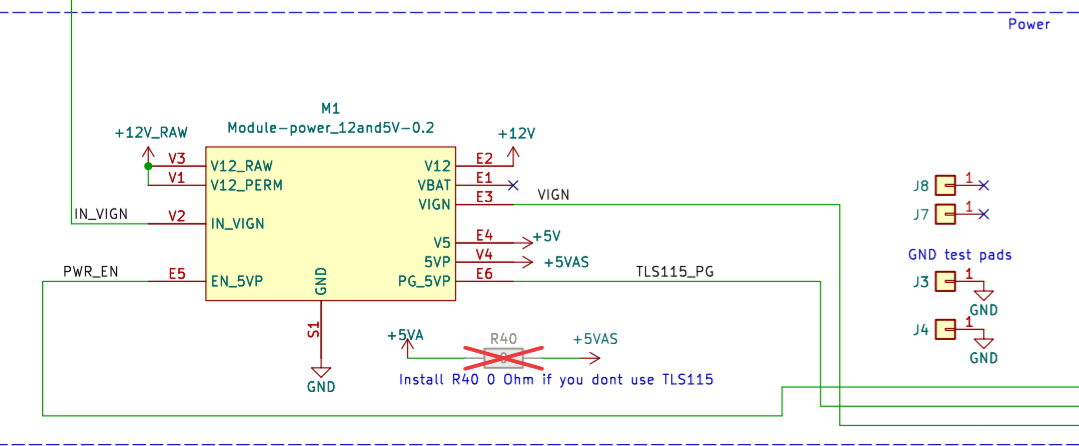 Power
M1
Module-power_12and5V-0.2
+12V_RAW
+12V
V3 V12_RAW V12 E2
V1 V12_PERM VBAT E1
VIGN E3 VIGN
IN_VIGN V2 IN_VIGN
V5 E4 +5V
5VP V4 +5VAS
PWR_EN E5 EN_5VP PG_5VP E6 TLS115_PG
GND
S1
GND
+5VA R40 +5VAS
0
Install R40 0 Ohm if you dont use TLS115
J8 1
J7 1
GND test pads
J3 1
GND
J4 1
GND